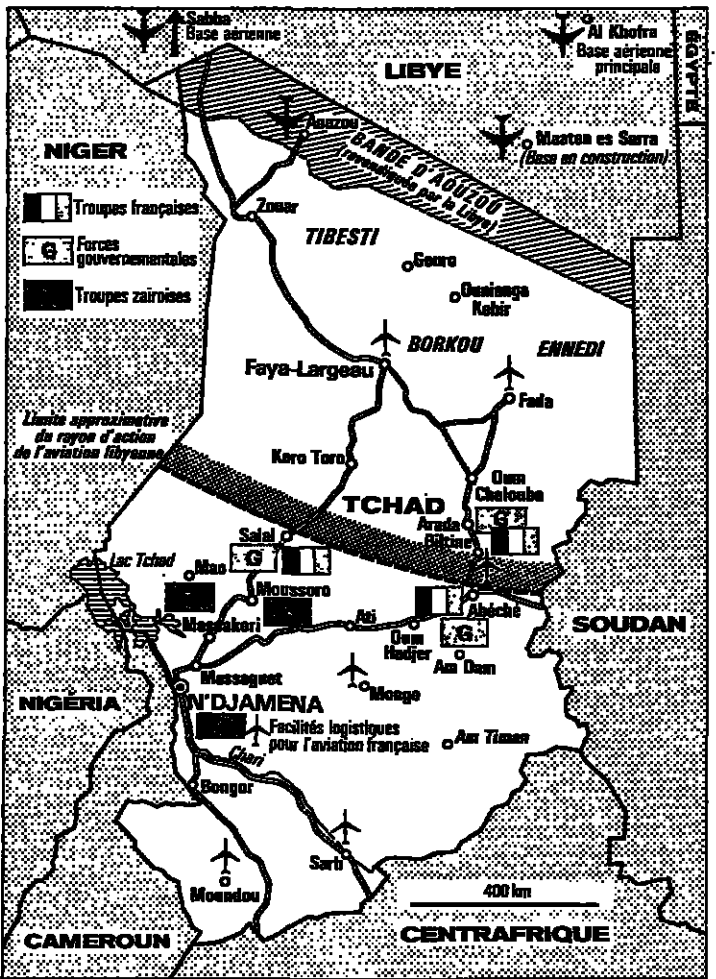 Sabba
Base aérienne
LIBYE
Al Khofra
Base aérienne
principale
ÉGYPTE
Maaten es Sarra
(Base en construction)
Aouzou
BANDE D'AOUZOU
(revendiquée par la Libye)
NIGER
Troupes françaises
G
Forces
gouvernementales
Troupes zaïroises
Zouar
TIBESTI
Gouro
Ounianga
Kebir
BORKOU
ENNEDI
Faya-Largeau
Fada
Limite approximative
du rayon d'action
de l'aviation libyenne
Koro Toro
Oum
Chalouba
TCHAD
Arada
G
Biltine
Salal
G
Lac Tchad
Mao
Moussoro
Abéché
SOUDAN
Massakori
Ati
Oum
Hadjer
G
Am Dam
Massaguet
NIGÉRIA
N'DJAMENA
Mongo
Facilités logistiques
pour l'aviation française
Am Timan
Chari
Bongor
Sarh
Moundou
400 km
CAMEROUN
CENTRAFRIQUE